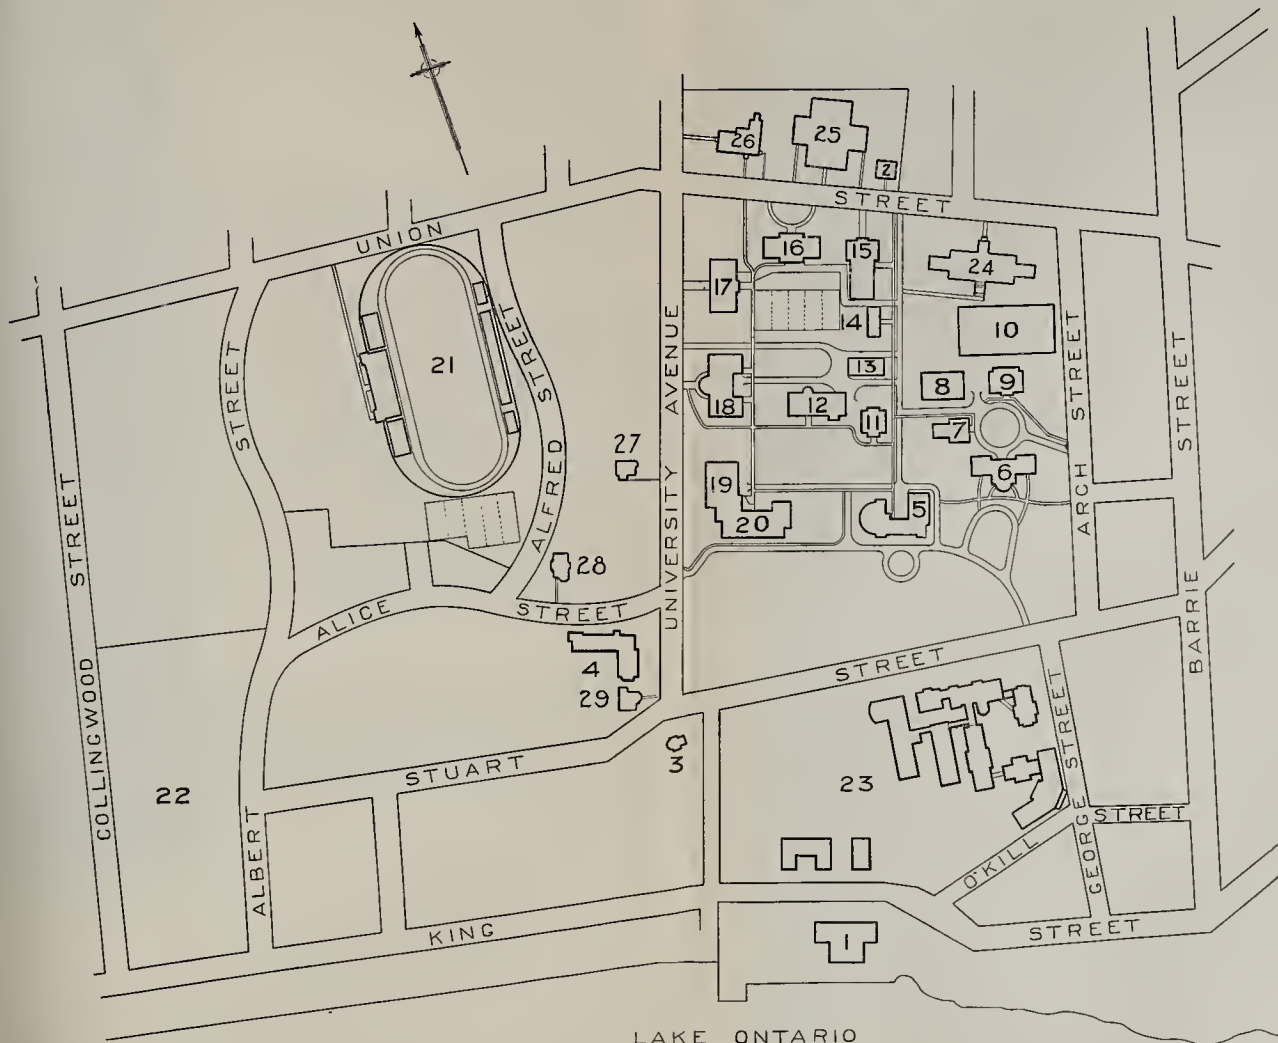 26
25
2
STREET
UNION
16
15
24
17
14
10
21
STREET
STREET
AVENUE
13
8
9
STREET
STREET
18
12
11
7
27
6
STREET
ALFRED
UNIVERSITY
19
20
5
ARCH
28
ALICE
STREET
BARRIE
4
29
STREET
COLLINGWOOD
3
STUART
STREET
22
23
ALBERT
O'KILL
GEORGE
STREET
KING
1
STREET
LAKE ONTARIO